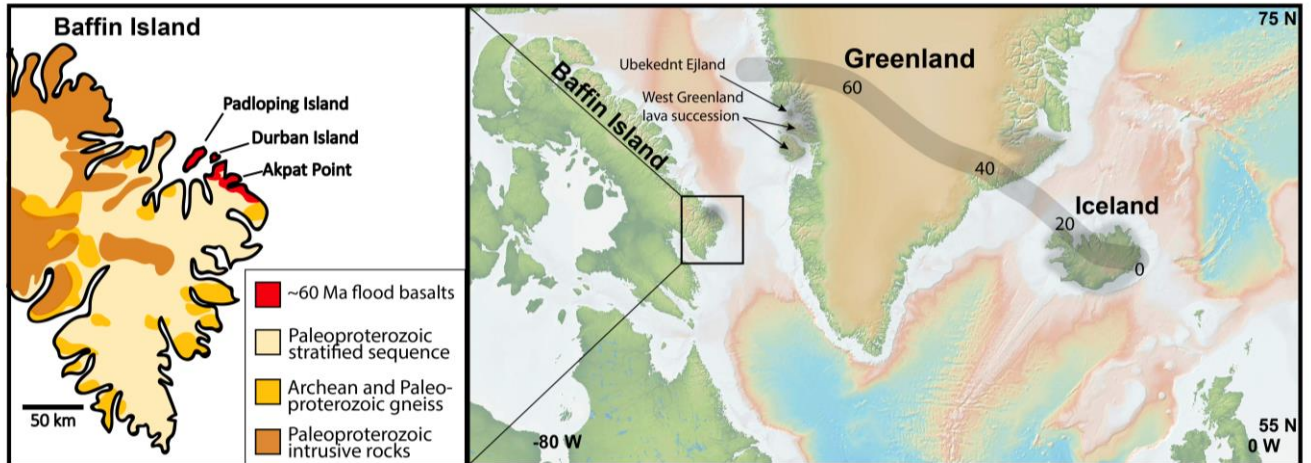 Baffin Island
Padloping Island
Durban Island
Akpat Point
~60 Ma flood basalts
Paleoproterozoic
stratified sequence
Archean and Paleo-
proterozoic gneiss
Paleoproterozoic
intrusive rocks
50 km
75 N
Greenland
Ubekednt Ejland
60
West Greenland
lava succession
Baffin Island
40
Iceland
20
0
-80 W
55 N
0 W